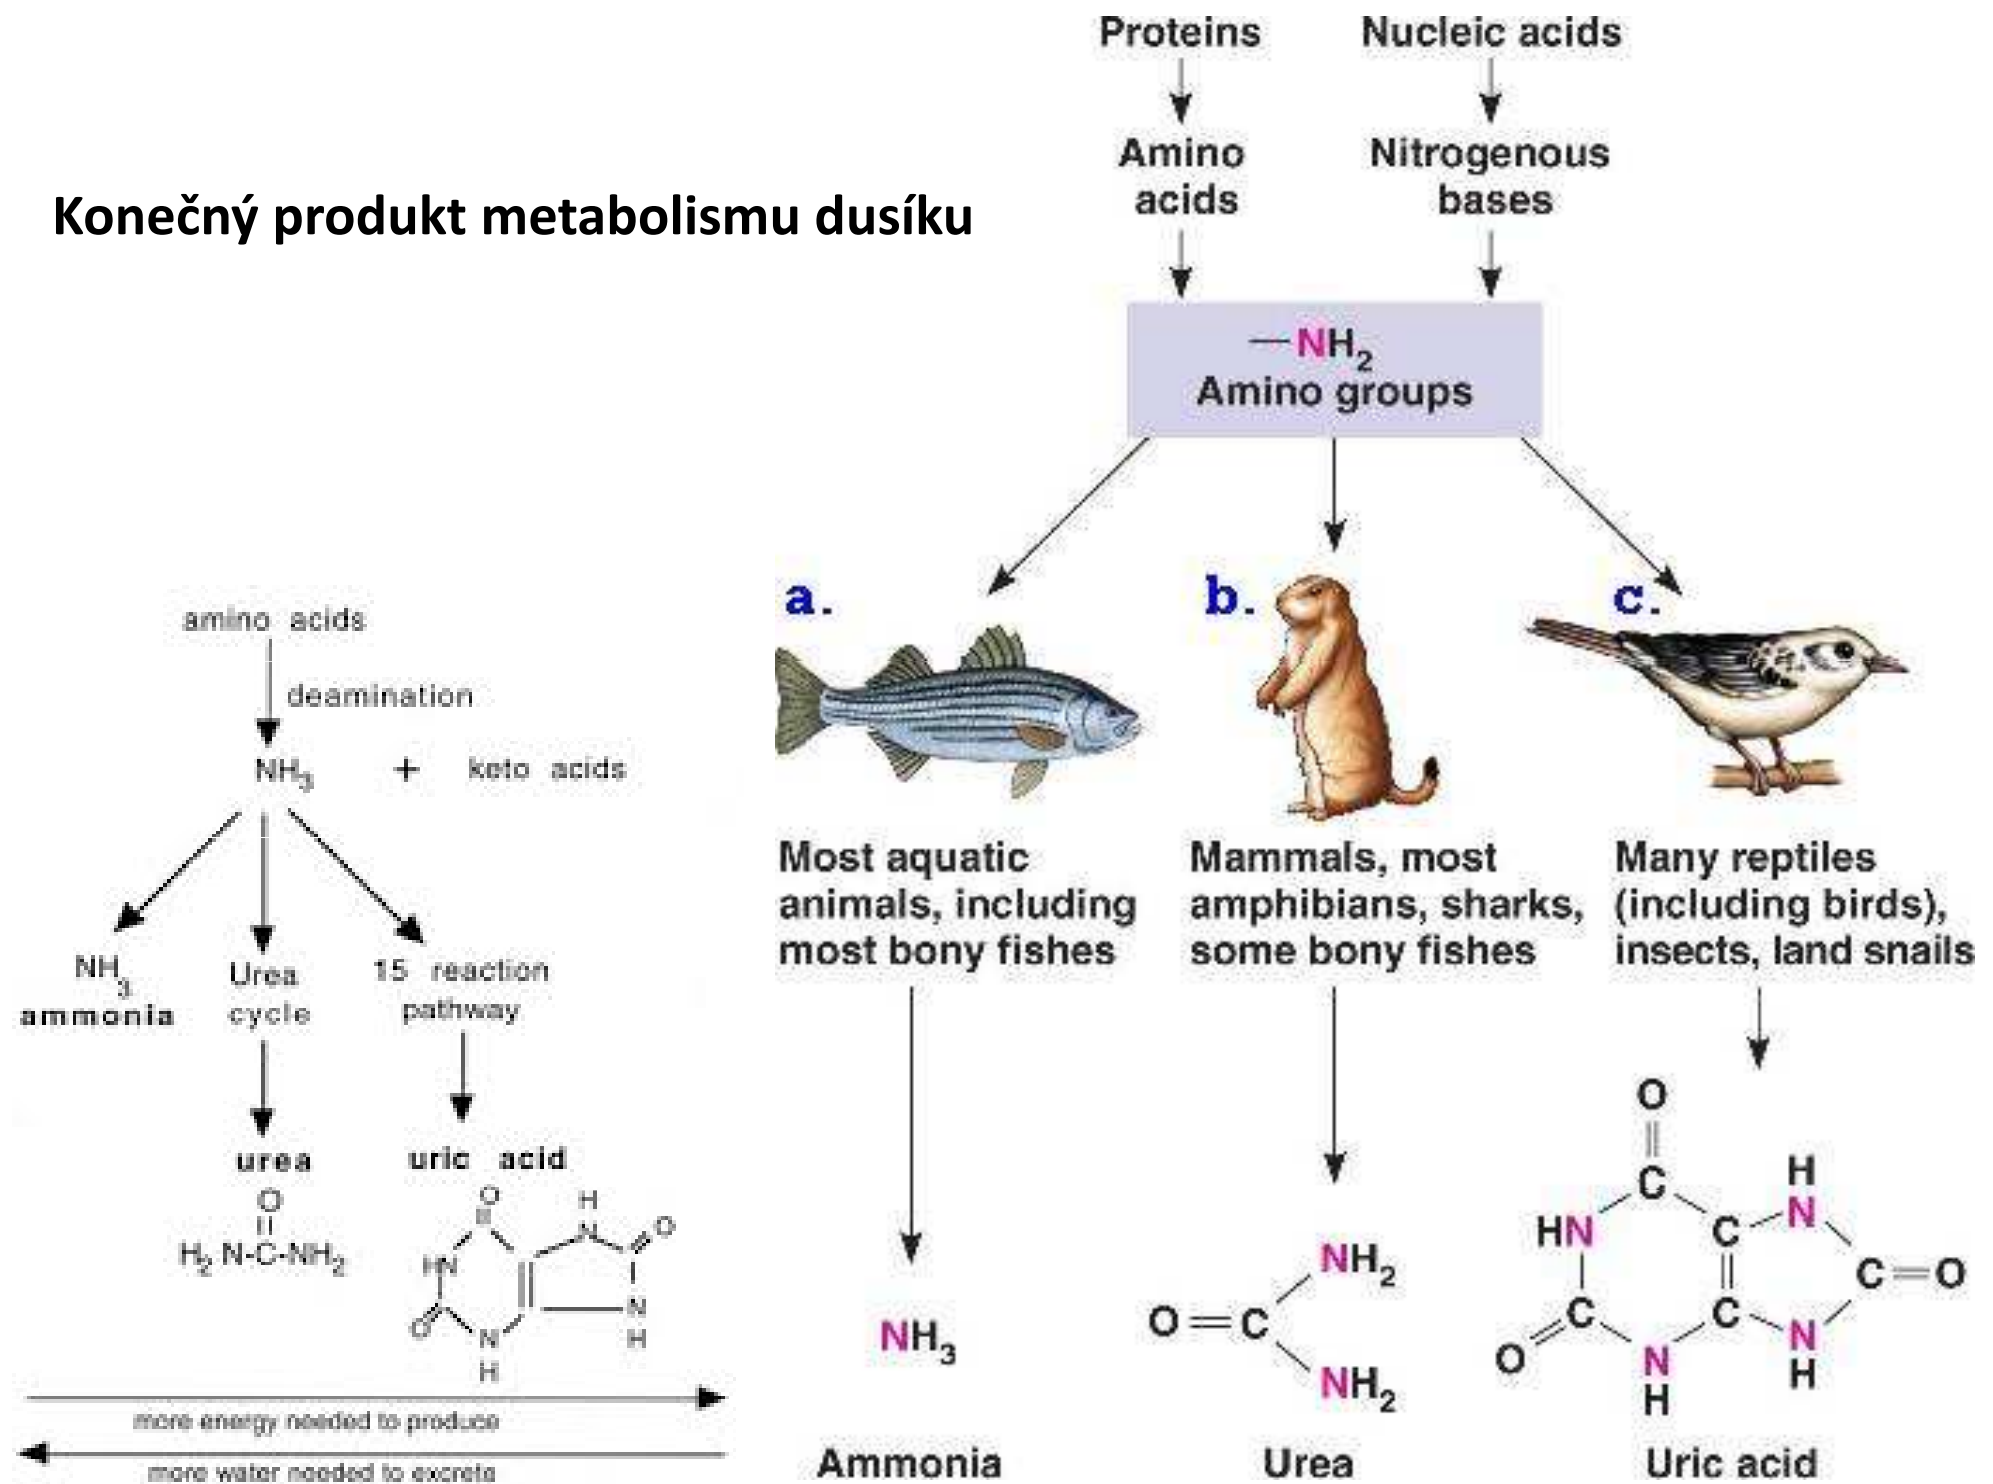 Konečný produkt metabolismu dusíku
Proteins
Nucleic acids
Amino
acids
Nitrogenous
bases
—NH₂
Amino groups
a.
b.
c.
Most aquatic
animals, including
most bony fishes
Mammals, most
amphibians, sharks,
some bony fishes
Many reptiles
(including birds),
insects, land snails
NH₃
O=C
NH₂
NH₂
O
C
HN
C
H
N
C=O
C
O
N
H
C
N
H
Ammonia
Urea
Uric acid
amino acids
deamination
NH₃ + keto acids
NH₃
ammonia
Urea
cycle
15 reaction
pathway
urea
uric acid
O
H₂N-C-NH₂
O
H
N
O
HN
O
N
H
N
H
more energy needed to produce
more water needed to excrete